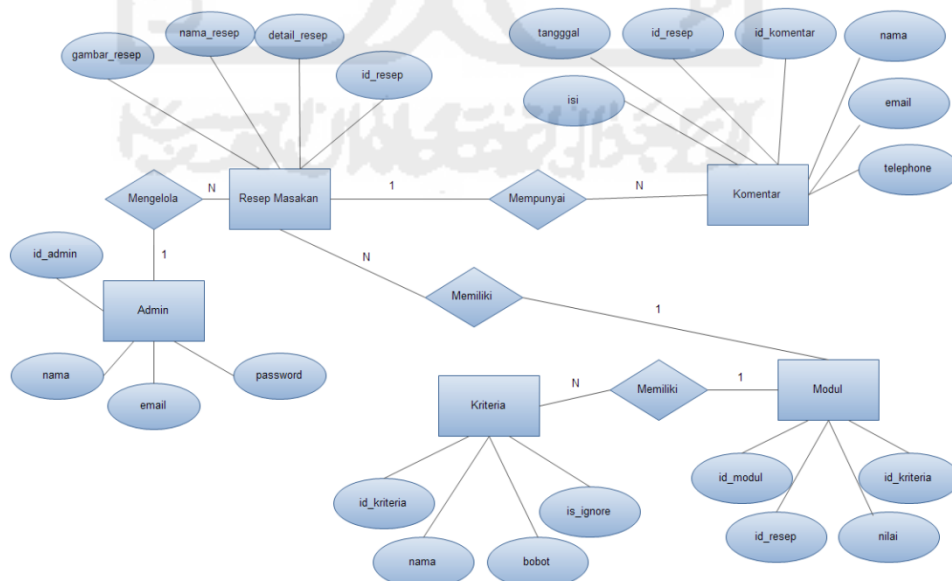 nama_resep
detail_resep
gambar_resep
id_resep
tangggal
id_resep
id_komentar
nama
isi
email
telephone
Mengelola
N
Resep Masakan
1
Mempunyai
N
Komentar
1
N
id_admin
Admin
Memiliki
1
nama
email
password
Kriteria
N
Memiliki
1
Modul
id_kriteria
nama
bobot
is_ignore
id_modul
id_resep
nilai
id_kriteria